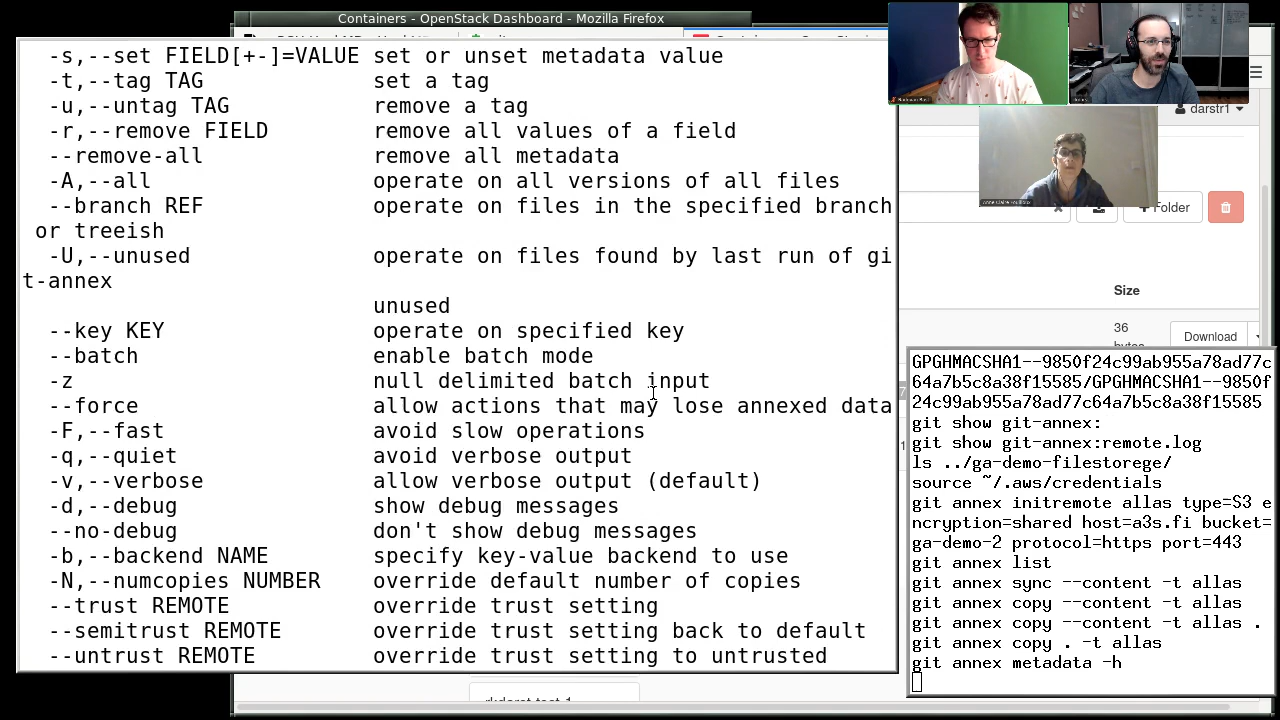 Containers - OpenStack Dashboard - Mozilla Firefox
-s,--set FIELD[+-]=VALUE set or unset metadata value
-t,--tag TAG set a tag
-u,--untag TAG remove a tag
-r,--remove FIELD remove all values of a field
--remove-all remove all metadata
-A,--all operate on all versions of all files
--branch REF operate on files in the specified branch
or treeish
-U,--unused operate on files found by last run of gi
t-annex
unused
--key KEY operate on specified key
--batch enable batch mode
-z null delimited batch input
--force allow actions that may lose annexed data
-F,--fast avoid slow operations
-q,--quiet avoid verbose output
-v,--verbose allow verbose output (default)
-d,--debug show debug messages
--no-debug don't show debug messages
-b,--backend NAME specify key-value backend to use
-N,--numcopies NUMBER override default number of copies
--trust REMOTE override trust setting
--semitrust REMOTE override trust setting back to default
--untrust REMOTE override trust setting to untrusted
darstr1
Folder
Size
36
bytes
Download
GPGHMACSHA1--9850f24c99ab955a78ad77c
64a7b5c8a38f15585/GPGHMACSHA1--9850f
24c99ab955a78ad77c64a7b5c8a38f15585
git show git-annex:
git show git-annex:remote.log
ls ../ga-demo-filestorege/
source ~/.aws/credentials
git annex initremote allas type=S3 e
ncryption=shared host=a3s.fi bucket=
ga-demo-2 protocol=https port=443
git annex list
git annex sync --content -t allas
git annex copy --content -t allas
git annex copy --content -t allas .
git annex copy . -t allas
git annex metadata -h